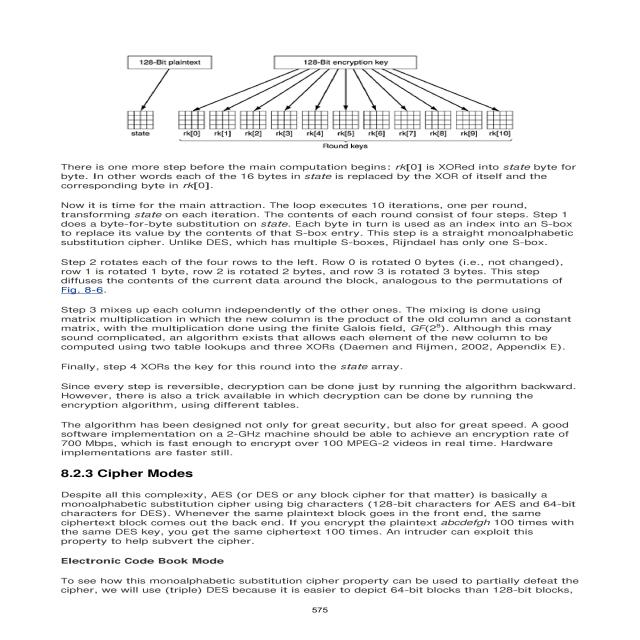 128-Bit plaintext 128-Bit encryption key
state rk[0] rk[1] rk[2] rk[3] rk[4] rk[5] rk[6] rk[7] rk[8] rk[9] rk[10]
Round keys
There is one more step before the main computation begins: rk[0] is XORed into state byte for
byte. In other words each of the 16 bytes in state is replaced by the XOR of itself and the
corresponding byte in rk[0].
Now it is time for the main attraction. The loop executes 10 iterations, one per round,
transforming state on each iteration. The contents of each round consist of four steps. Step 1
does a byte-for-byte substitution on state. Each byte in turn is used as an index into an S-box
to replace its value by the contents of that S-box entry. This step is a straight monoalphabetic
substitution cipher. Unlike DES, which has multiple S-boxes, Rijndael has only one S-box.
Step 2 rotates each of the four rows to the left. Row 0 is rotated 0 bytes (i.e., not changed),
row 1 is rotated 1 byte, row 2 is rotated 2 bytes, and row 3 is rotated 3 bytes. This step
diffuses the contents of the current data around the block, analogous to the permutations of
Fig. 8-6.
Step 3 mixes up each column independently of the other ones. The mixing is done using
matrix multiplication in which the new column is the product of the old column and a constant
matrix, with the multiplication done using the finite Galois field, GF(2⁸). Although this may
sound complicated, an algorithm exists that allows each element of the new column to be
computed using two table lookups and three XORs (Daemen and Rijmen, 2002, Appendix E).
Finally, step 4 XORs the key for this round into the state array.
Since every step is reversible, decryption can be done just by running the algorithm backward.
However, there is also a trick available in which decryption can be done by running the
encryption algorithm, using different tables.
The algorithm has been designed not only for great security, but also for great speed. A good
software implementation on a 2-GHz machine should be able to achieve an encryption rate of
700 Mbps, which is fast enough to encrypt over 100 MPEG-2 videos in real time. Hardware
implementations are faster still.
8.2.3 Cipher Modes
Despite all this complexity, AES (or DES or any block cipher for that matter) is basically a
monoalphabetic substitution cipher using big characters (128-bit characters for AES and 64-bit
characters for DES). Whenever the same plaintext block goes in the front end, the same
ciphertext block comes out the back end. If you encrypt the plaintext abcdefgh 100 times with
the same DES key, you get the same ciphertext 100 times. An intruder can exploit this
property to help subvert the cipher.
Electronic Code Book Mode
To see how this monoalphabetic substitution cipher property can be used to partially defeat the
cipher, we will use (triple) DES because it is easier to depict 64-bit blocks than 128-bit blocks,
575